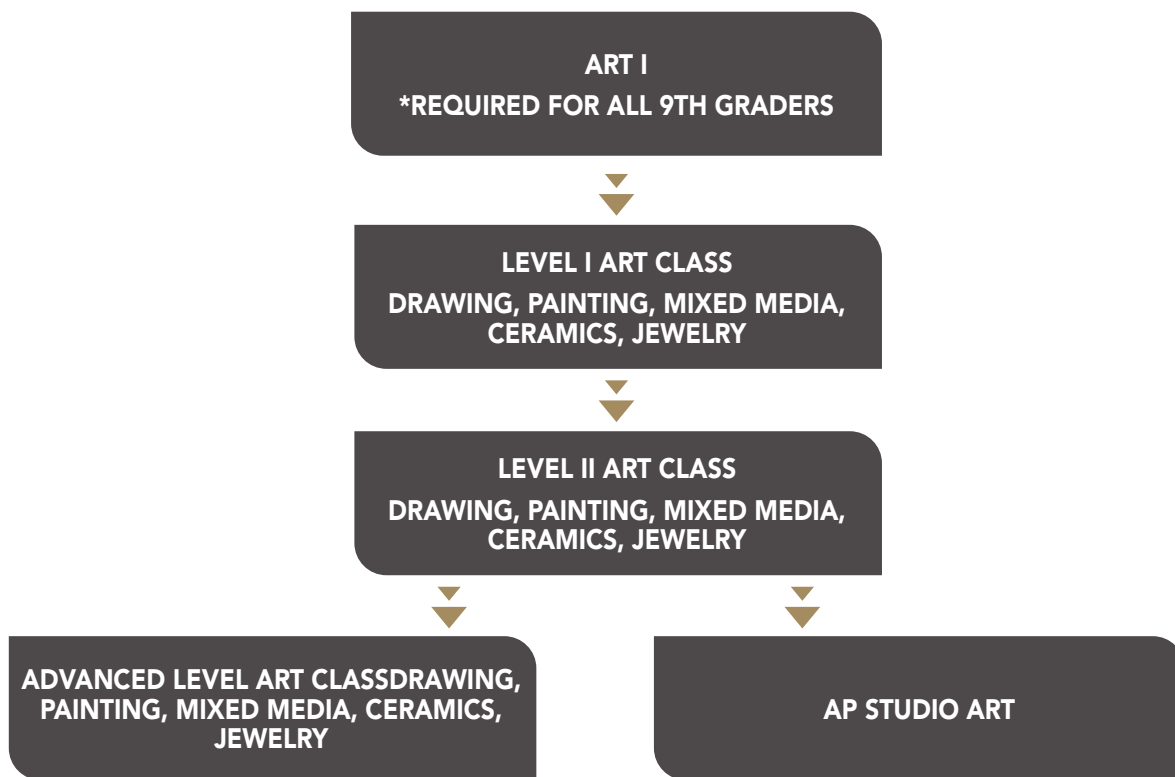 ART I
*REQUIRED FOR ALL 9TH GRADERS
LEVEL I ART CLASS
DRAWING, PAINTING, MIXED MEDIA,
CERAMICS, JEWELRY
LEVEL II ART CLASS
DRAWING, PAINTING, MIXED MEDIA,
CERAMICS, JEWELRY
ADVANCED LEVEL ART CLASSDRAWING,
PAINTING, MIXED MEDIA, CERAMICS,
JEWELRY
AP STUDIO ART